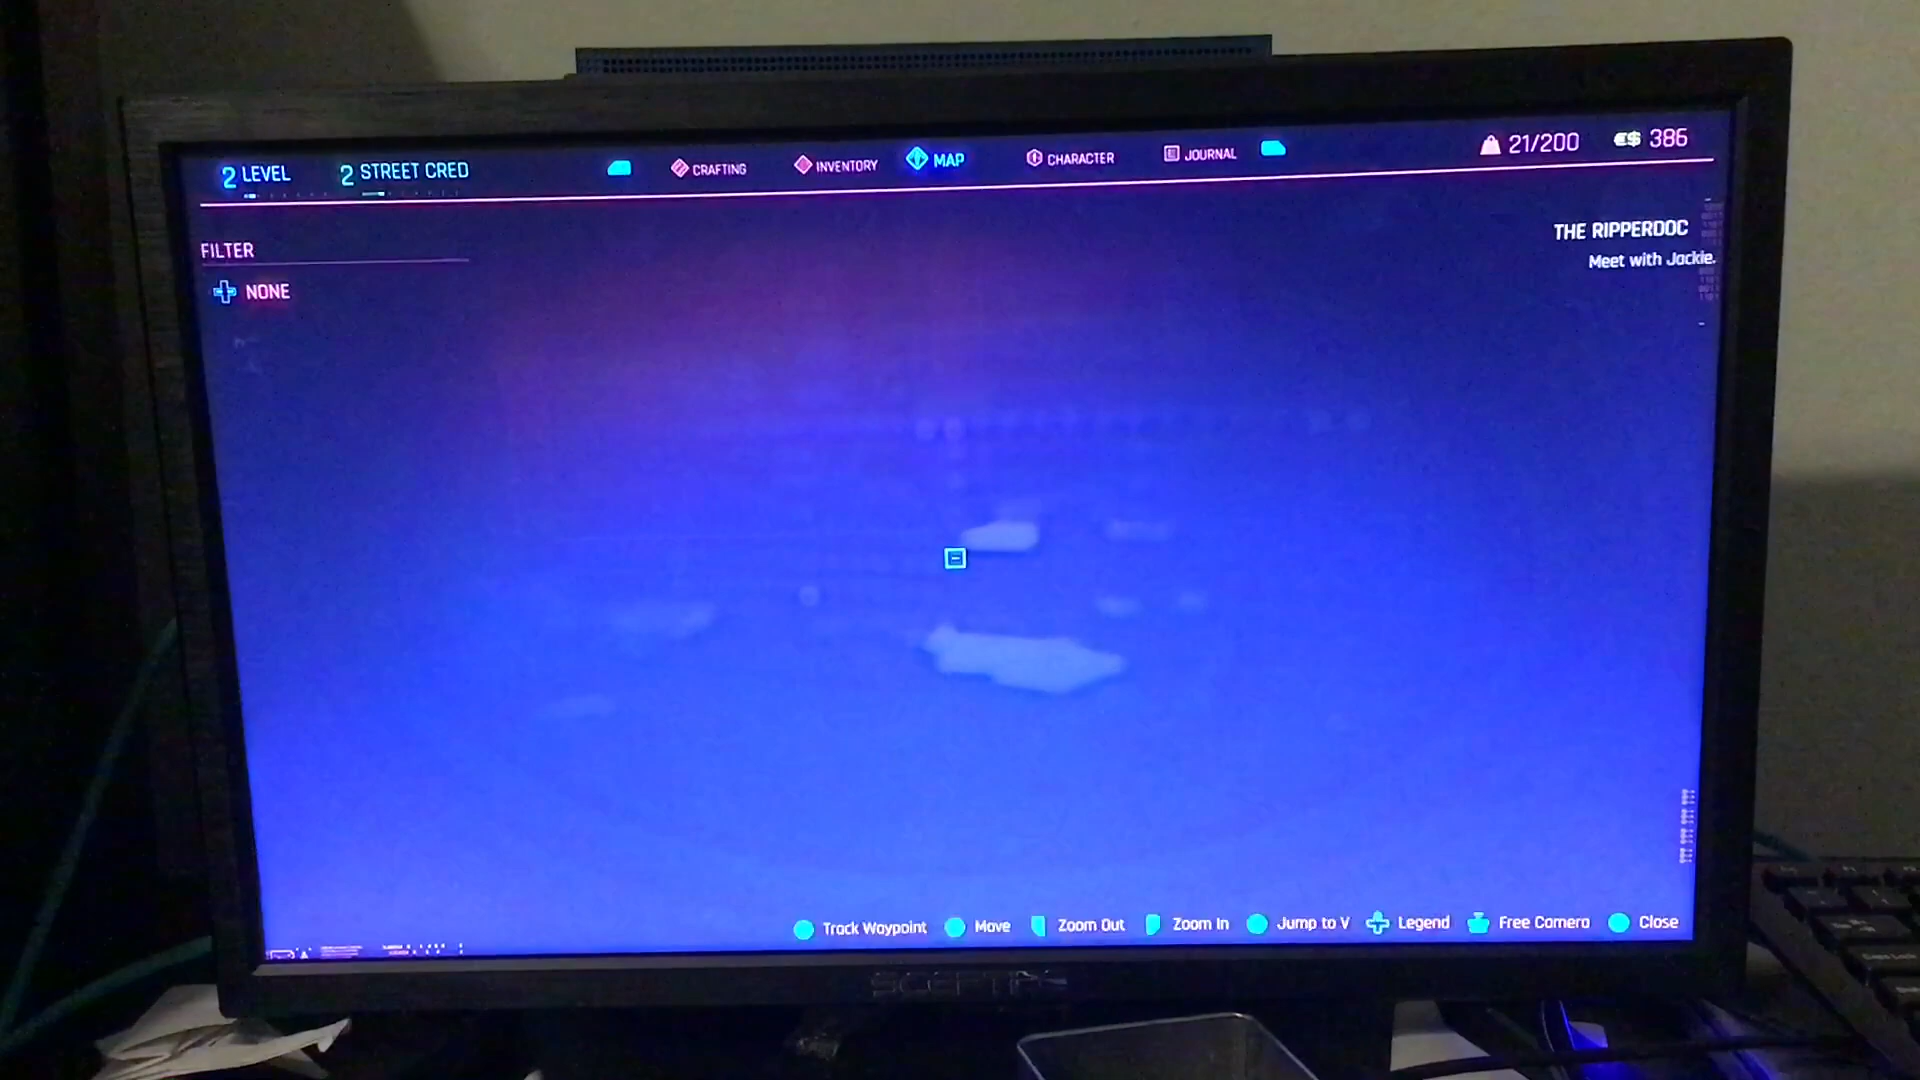 2 LEVEL
2 STREET CRED
CRAFTING
INVENTORY
MAP
CHARACTER
JOURNAL
21/200
€$ 386
FILTER
NONE
THE RIPPERDOC
Meet with Jackie.
Track Waypoint
Move
Zoom Out
Zoom In
Jump to V
Legend
Free Camera
Close
SCEPTRE